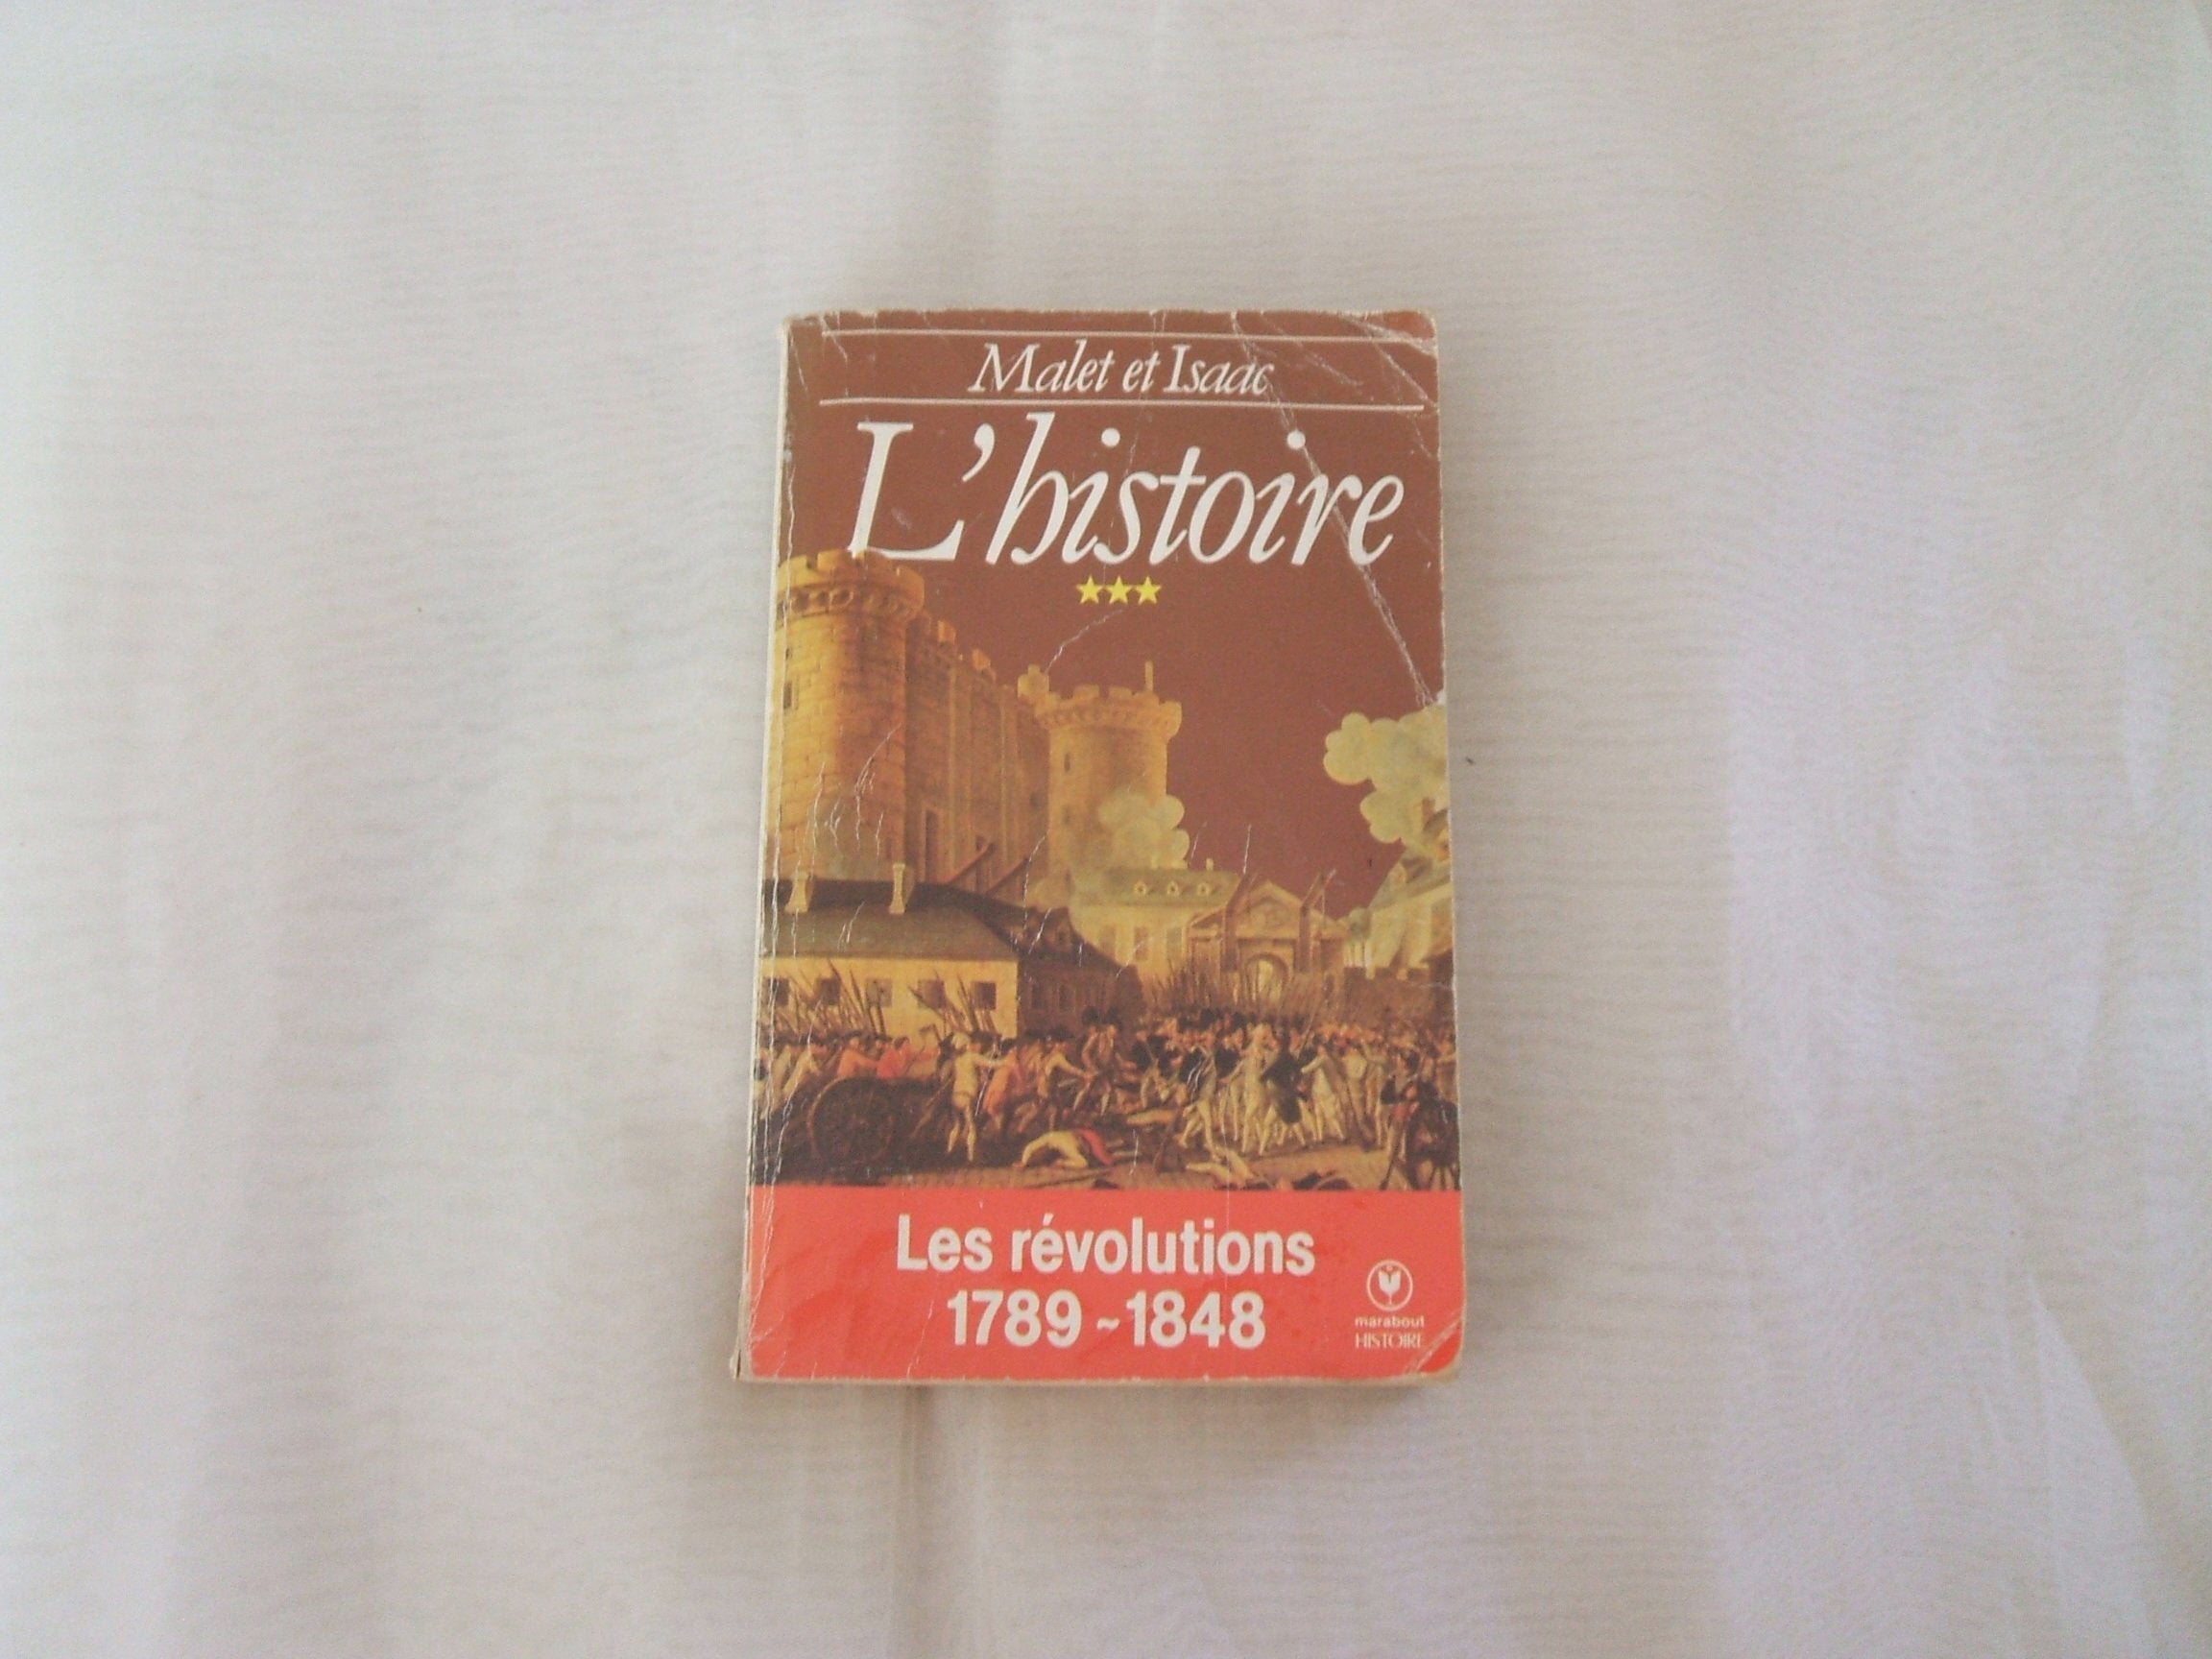 Malet et Isaac
L'histoire
Les révolutions
1789~1848
marabout
HISTOIRE